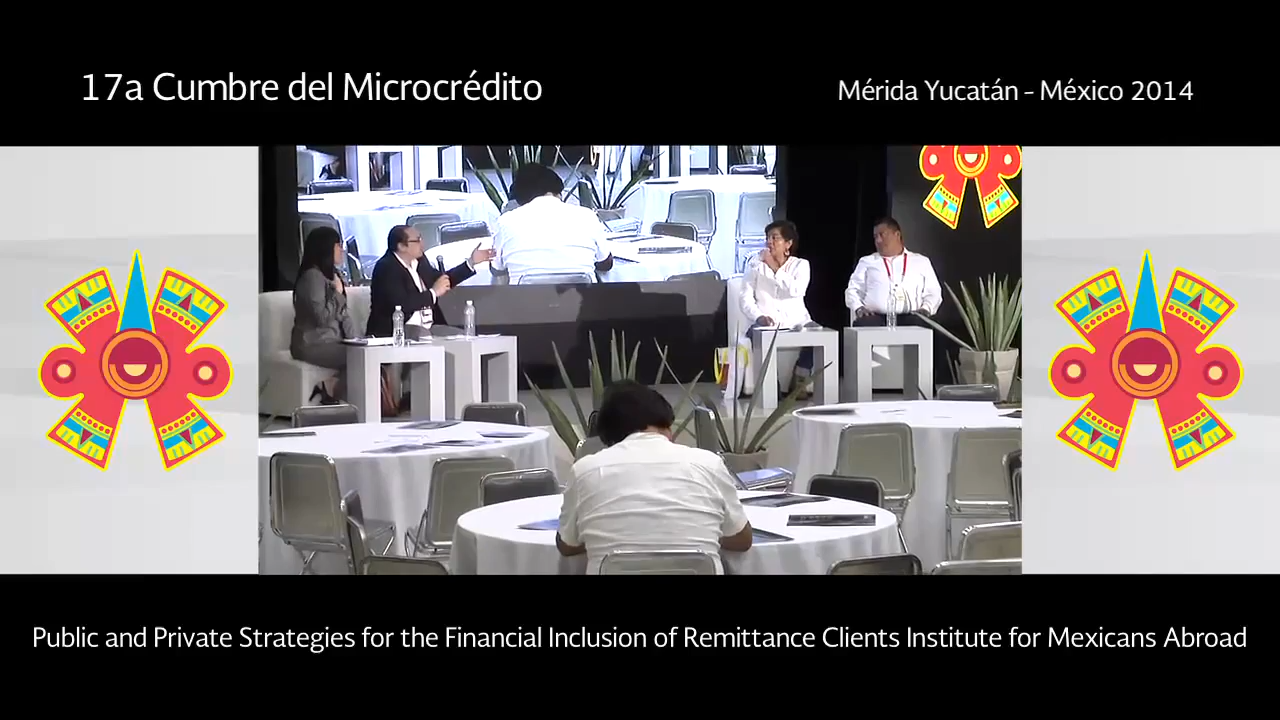 17a Cumbre del Microcrédito
Mérida Yucatán - México 2014
Public and Private Strategies for the Financial Inclusion of Remittance Clients Institute for Mexicans Abroad